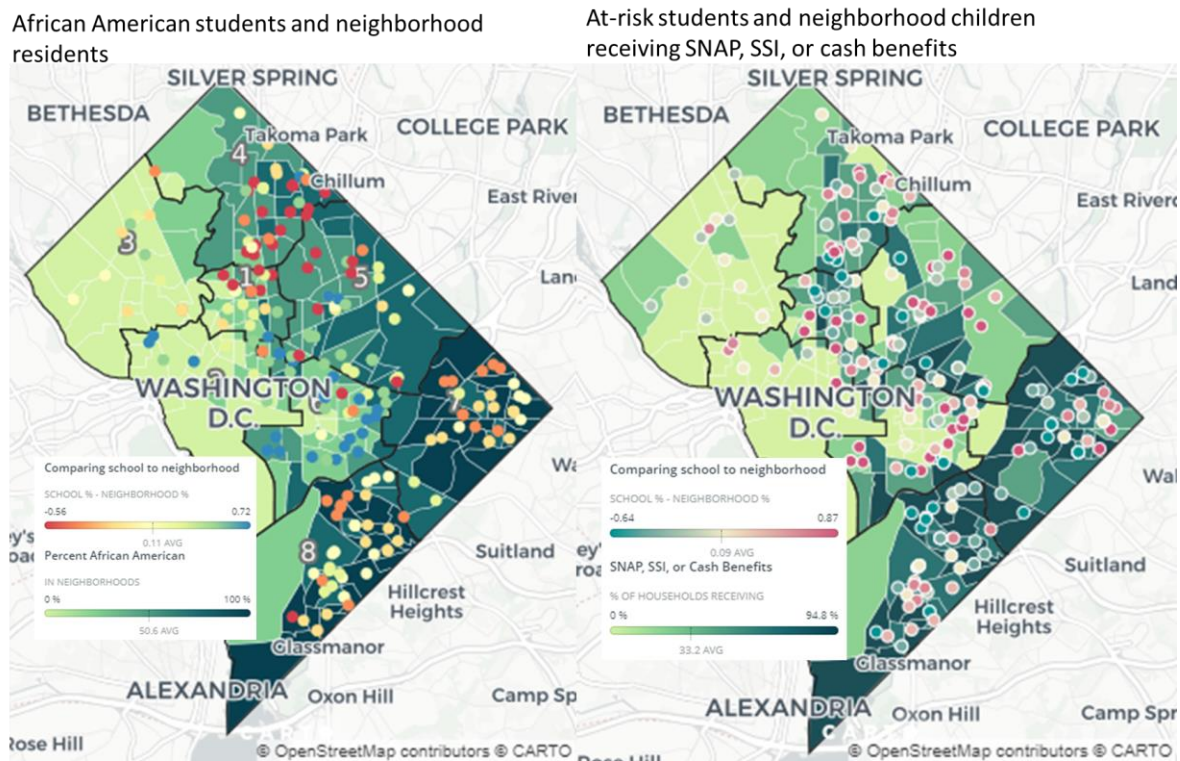 African American students and neighborhood
residents
At-risk students and neighborhood children
receiving SNAP, SSI, or cash benefits
SILVER SPRING
BETHESDA
Takoma Park
COLLEGE PARK
4
Chillum
East River
3
1
5
Lan
WASHINGTON
D.C.
Comparing school to neighborhood
SCHOOL % - NEIGHBORHOOD %
-0.56
0.72
0.11 AVG
Percent African American
IN NEIGHBORHOODS
0 %
100 %
50.6 AVG
8
Suitland
Hillcrest
Heights
Glassmanor
ALEXANDRIA
Oxon Hill
Camp Sp
Rose Hill
© OpenStreetMap contributors © CARTO
SILVER SPRING
BETHESDA
Takoma Park
COLLEGE PARK
Chillum
East Riverd
Land
WASHINGTON
D.C.
Comparing school to neighborhood
SCHOOL % - NEIGHBORHOOD %
-0.64
0.87
0.09 AVG
SNAP, SSI, or Cash Benefits
% OF HOUSEHOLDS RECEIVING
0 %
94.8 %
33.2 AVG
Wal
Suitland
Hillcrest
Heights
Glassmanor
ALEXANDRIA
Oxon Hill
Camp Spr
© OpenStreetMap contributors © CARTO